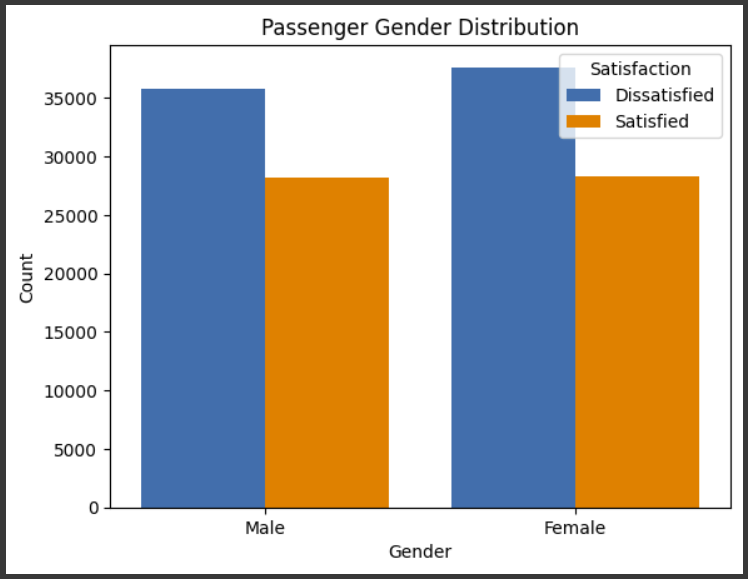 Passenger Gender Distribution
Satisfaction
Dissatisfied
Satisfied
Count
35000
30000
25000
20000
15000
10000
5000
0
Male Female
Gender